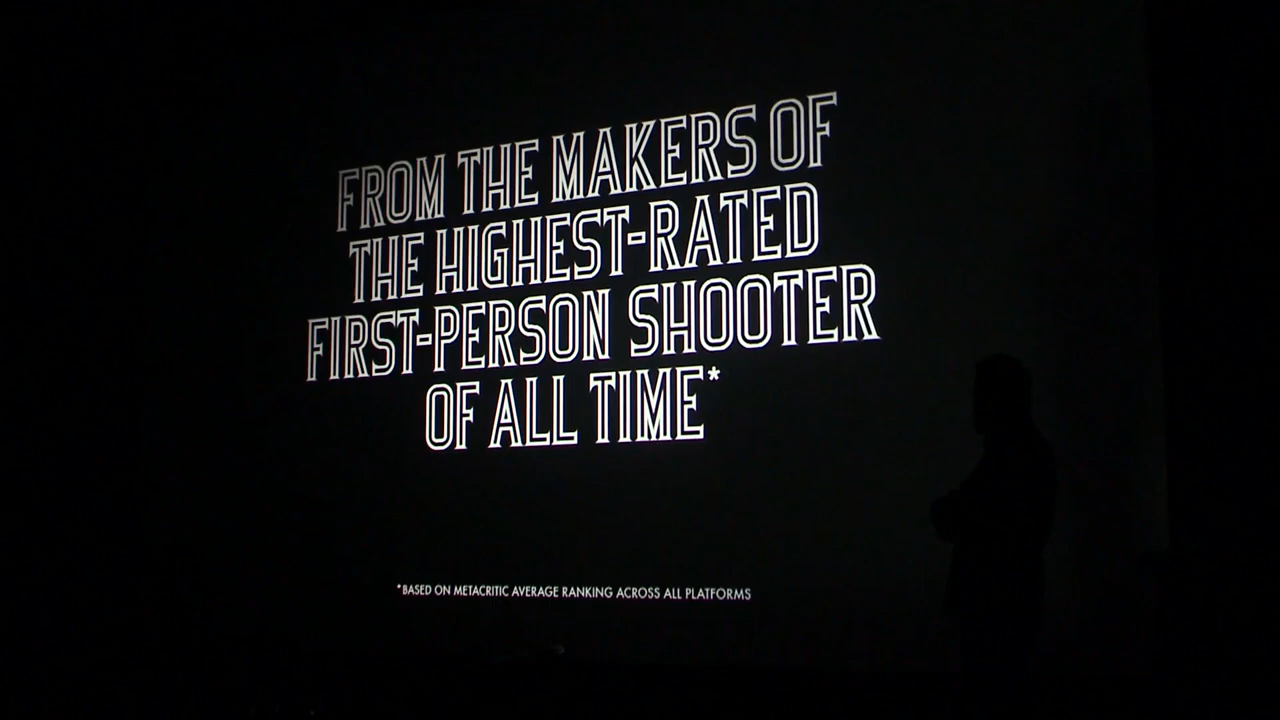 FROM THE MAKERS OF
THE HIGHEST-RATED
FIRST-PERSON SHOOTER
OF ALL TIME*
*BASED ON METACRITIC AVERAGE RANKING ACROSS ALL PLATFORMS